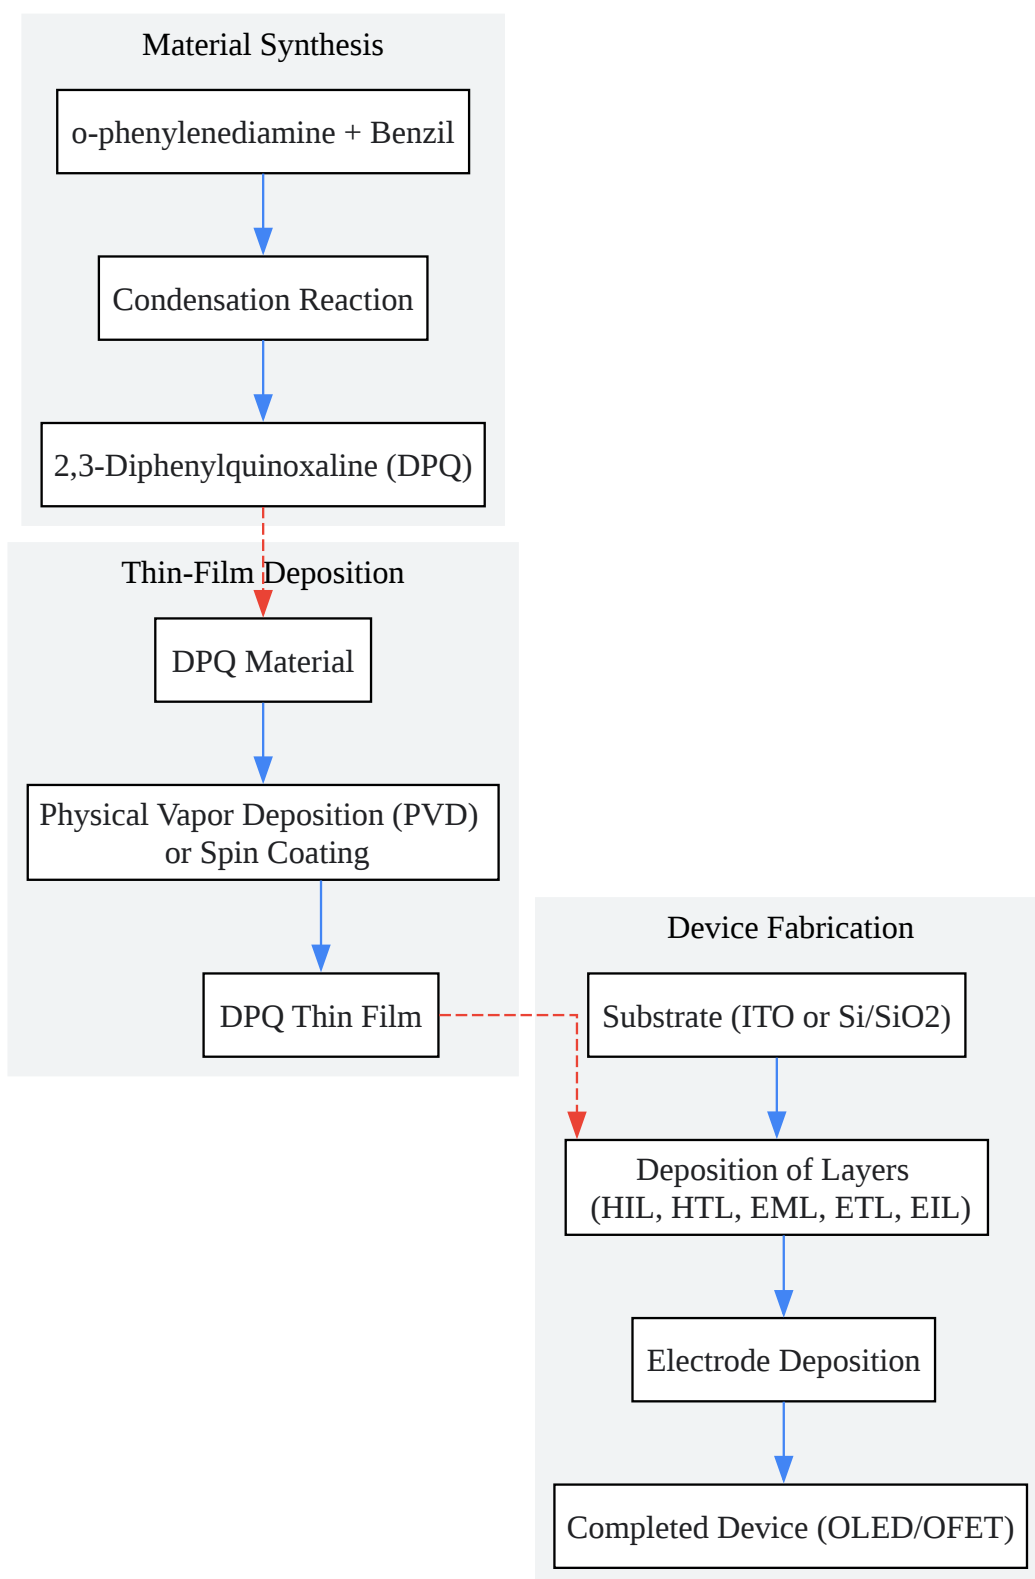 Material Synthesis
o-phenylenediamine + Benzil
Condensation Reaction
2,3-Diphenylquinoxaline (DPQ)
Thin-Film Deposition
DPQ Material
Physical Vapor Deposition (PVD)
or Spin Coating
DPQ Thin Film
Device Fabrication
Substrate (ITO or Si/SiO2)
Deposition of Layers
(HIL, HTL, EML, ETL, EIL)
Electrode Deposition
Completed Device (OLED/OFET)